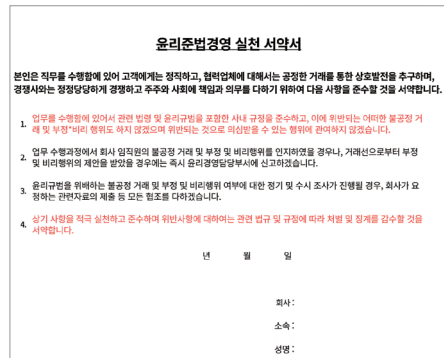 윤리준법경영 실천 서약서
본인은 직무를 수행함에 있어 고객에게는 정직하고, 협력업체에 대해서는 공정한 거래를 통한 상호발전을 추구하며,
경쟁사와는 정정당당하게 경쟁하고 주주와 사회에 책임과 의무를 다하기 위하여 다음 사항을 준수할 것을 서약합니다.
1. 업무를 수행함에 있어서 관련 법령 및 윤리규범을 포함한 사내 규정을 준수하고, 이에 위반되는 어떠한 불공정 거
래 및 부정*비리 행위도 하지 않겠으며 위반되는 것으로 의심받을 수 있는 행위에 관여하지 않겠습니다.
2. 업무 수행과정에서 회사 임직원의 불공정 거래 및 부정 및 비리행위를 인지하였을 경우나, 거래선으로부터 부정
및 비리행위의 제안을 받았을 경우에는 즉시 윤리경영담당부서에 신고하겠습니다.
3. 윤리규범을 위배하는 불공정 거래 및 부정 및 비리행위 여부에 대한 정기 및 수시 조사가 진행될 경우, 회사가 요
청하는 관련자료의 제출 등 모든 협조를 다하겠습니다.
4. 상기 사항을 적극 실천하고 준수하며 위반사항에 대하여는 관련 법규 및 규정에 따라 처벌 및 징계를 감수할 것을
서약합니다.
년 월 일
회사 :
소속 :
성명 :